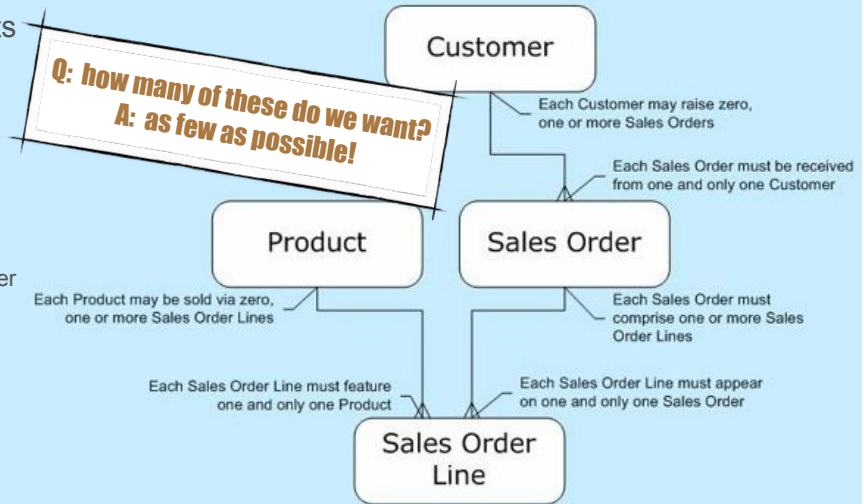 ts
Q: how many of these do we want?
A: as few as possible!
Customer
Each Customer may raise zero,
one or more Sales Orders
Each Sales Order must be received
from one and only one Customer
Product
Sales Order
er
Each Product may be sold via zero,
one or more Sales Order Lines
Each Sales Order must
comprise one or more Sales
Order Lines
Each Sales Order Line must feature
one and only one Product
Each Sales Order Line must appear
on one and only one Sales Order
Sales Order
Line